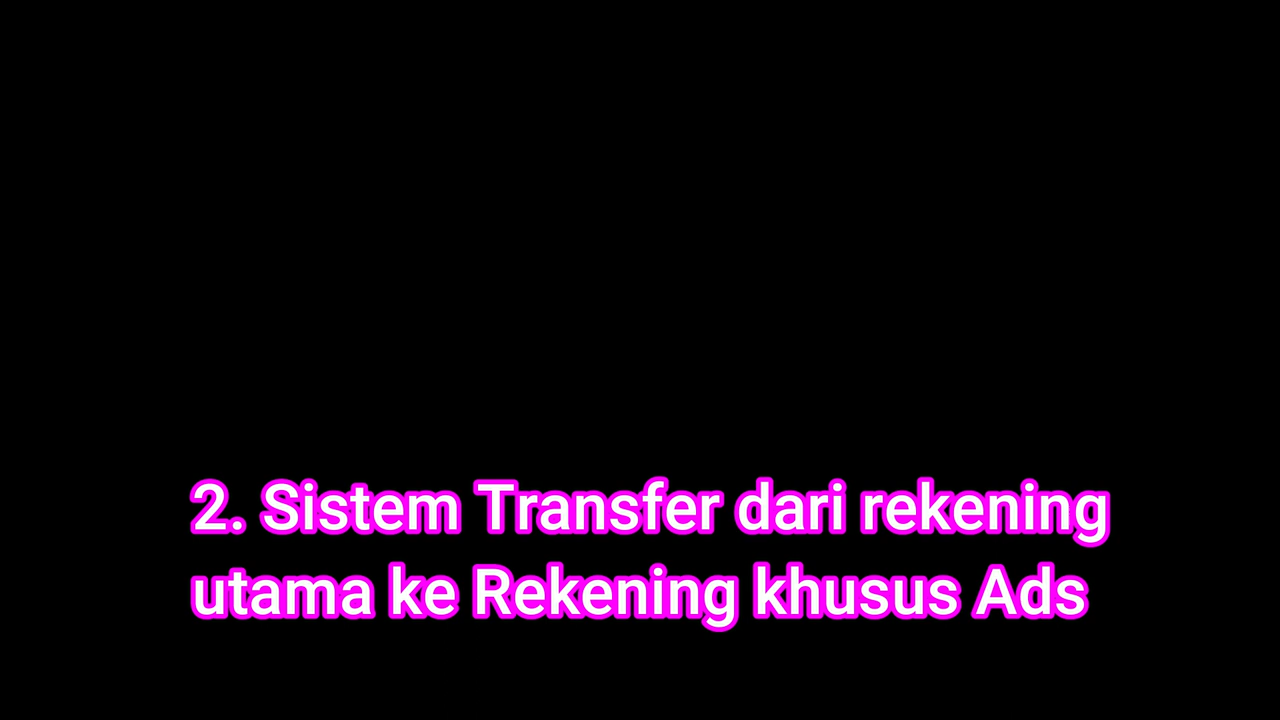 2. Sistem Transfer dari rekening
utama ke Rekening khusus Ads